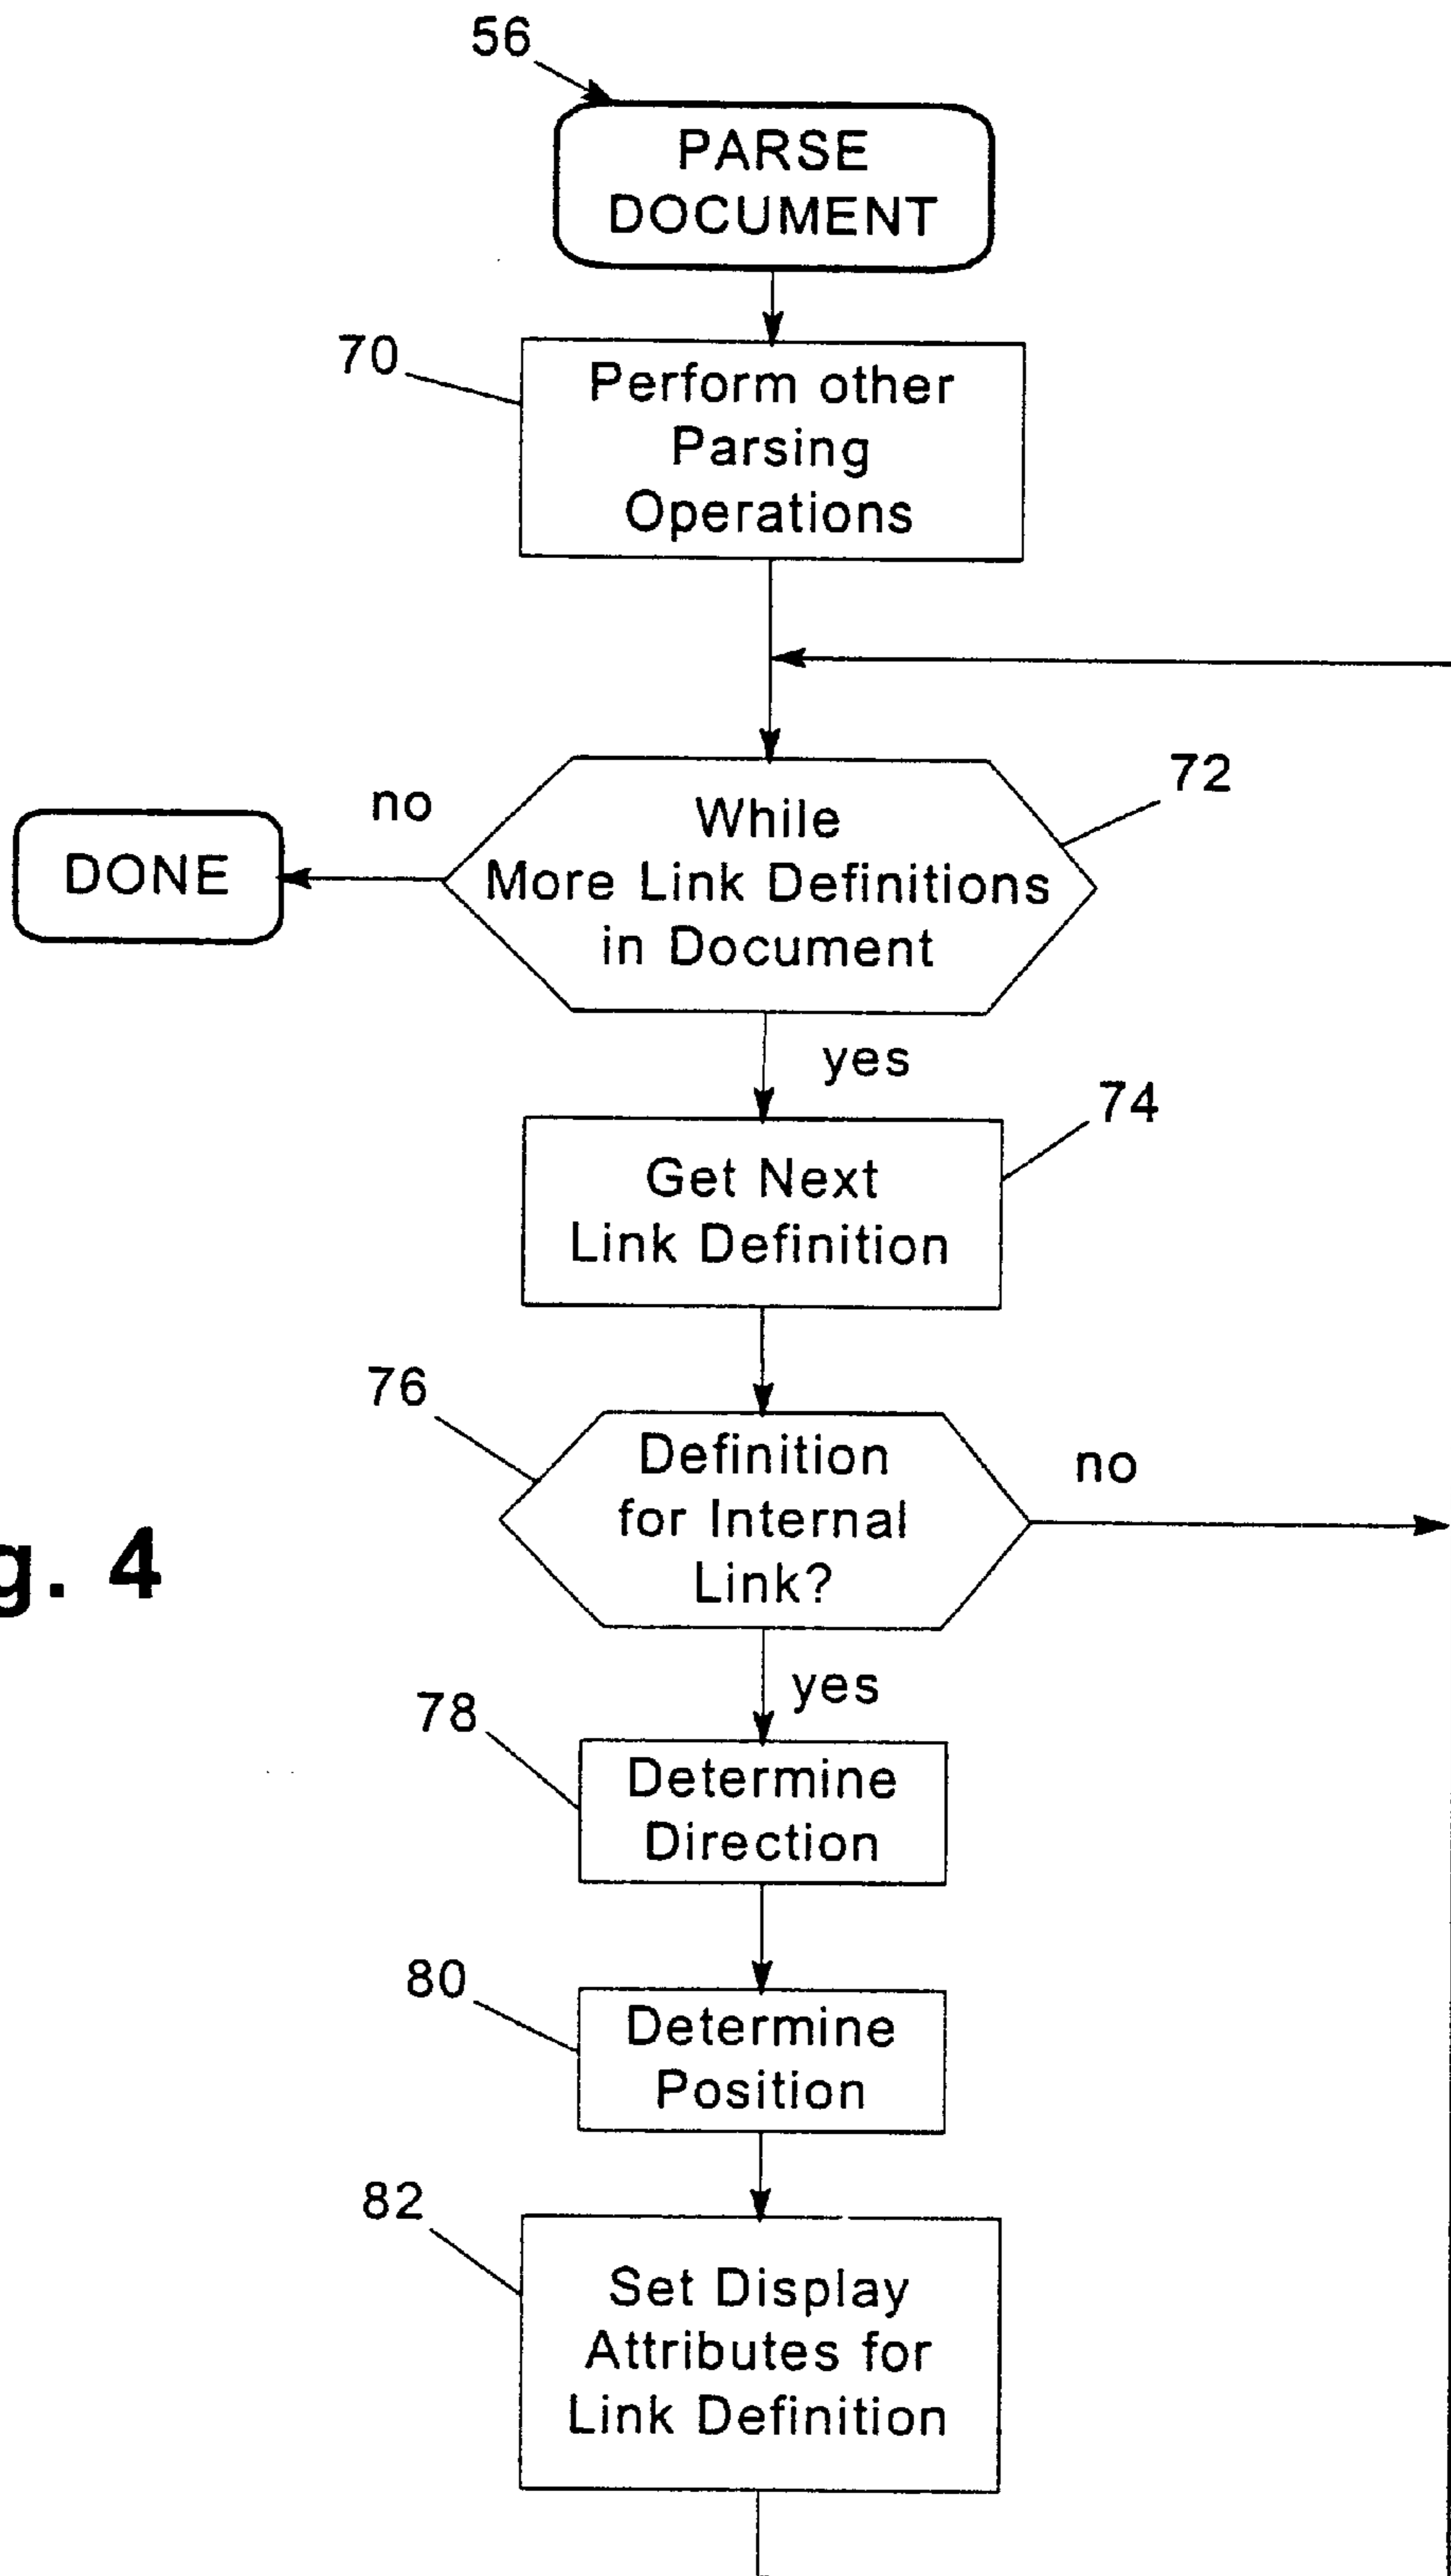 56
PARSE
DOCUMENT
70
Perform other
Parsing
Operations
72
no
While
More Link Definitions
in Document
DONE
yes
74
Get Next
Link Definition
76
Definition
for Internal
Link?
no
g. 4
yes
78
Determine
Direction
80
Determine
Position
82
Set Display
Attributes for
Link Definition